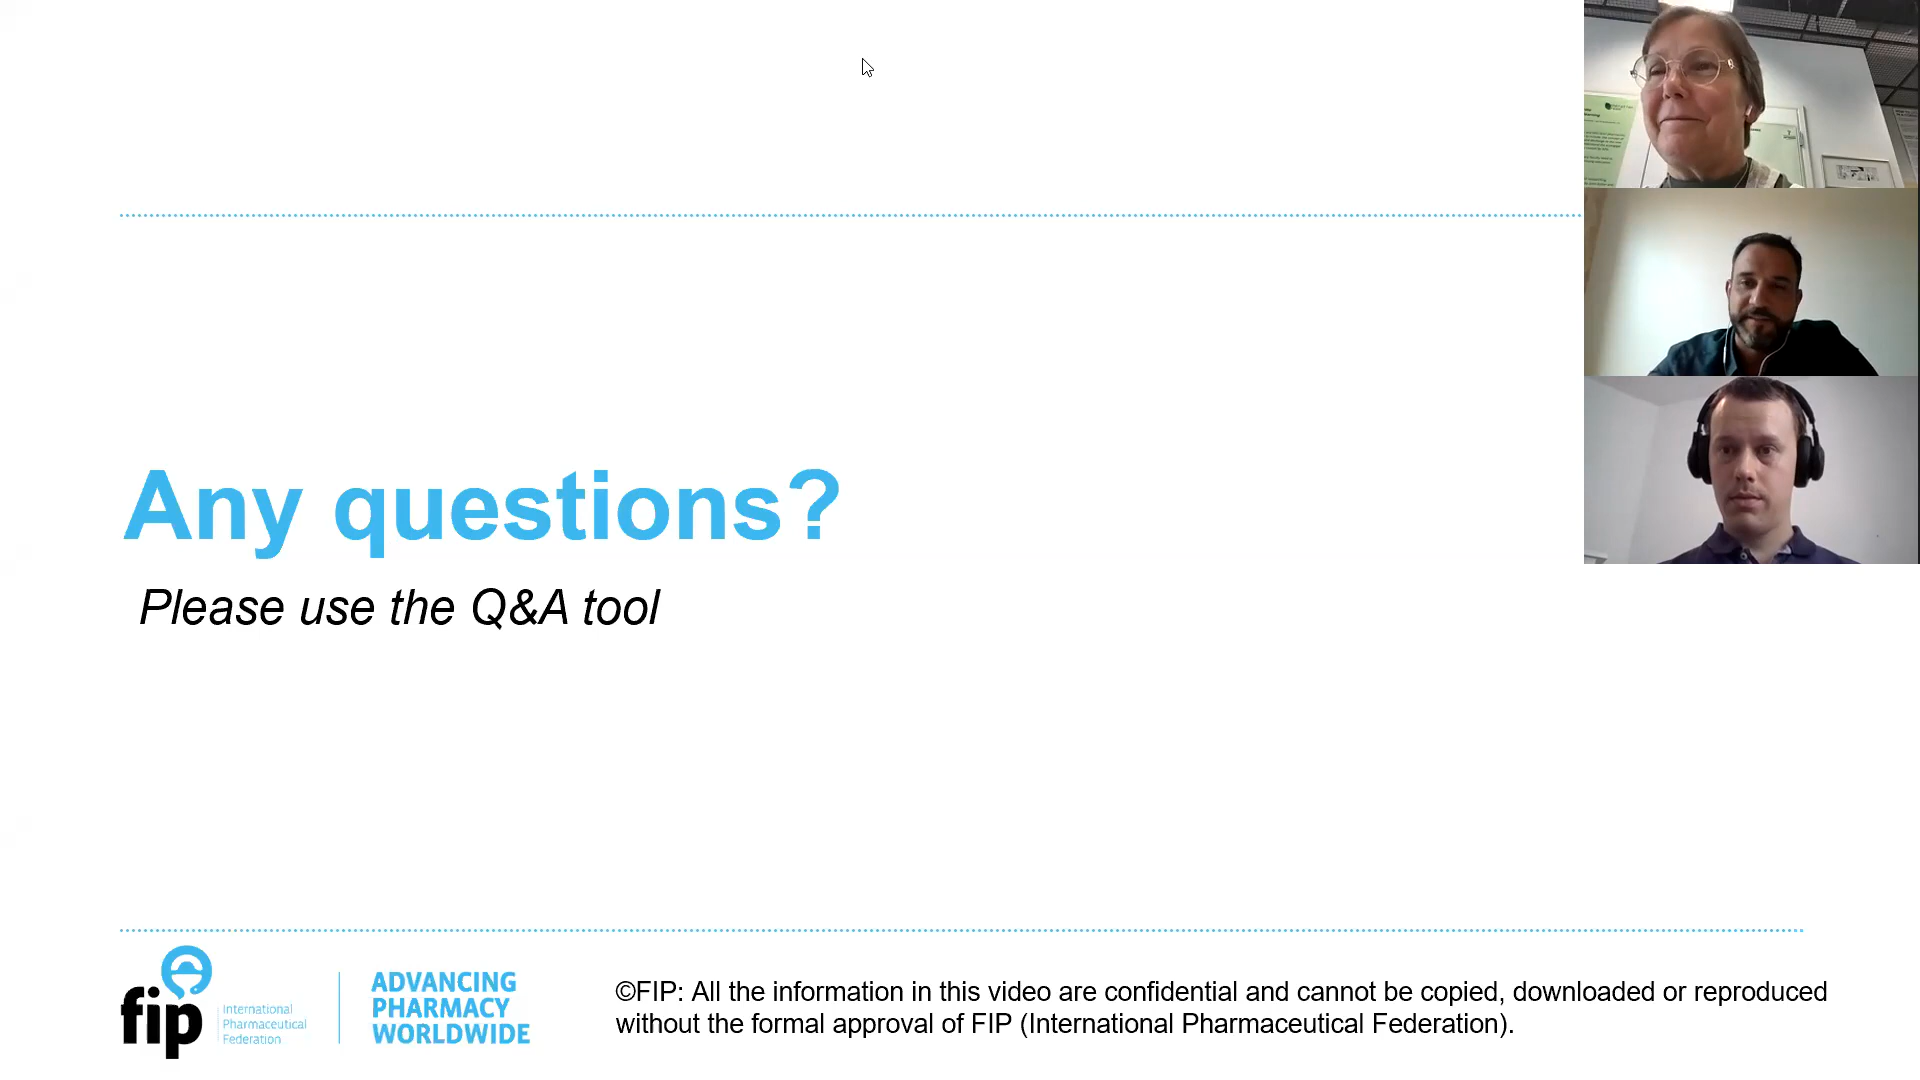 Any questions?
Please use the Q&A tool
fip
International
Pharmaceutical
Federation
ADVANCING
PHARMACY
WORLDWIDE
©FIP: All the information in this video are confidential and cannot be copied, downloaded or reproduced
without the formal approval of FIP (International Pharmaceutical Federation).